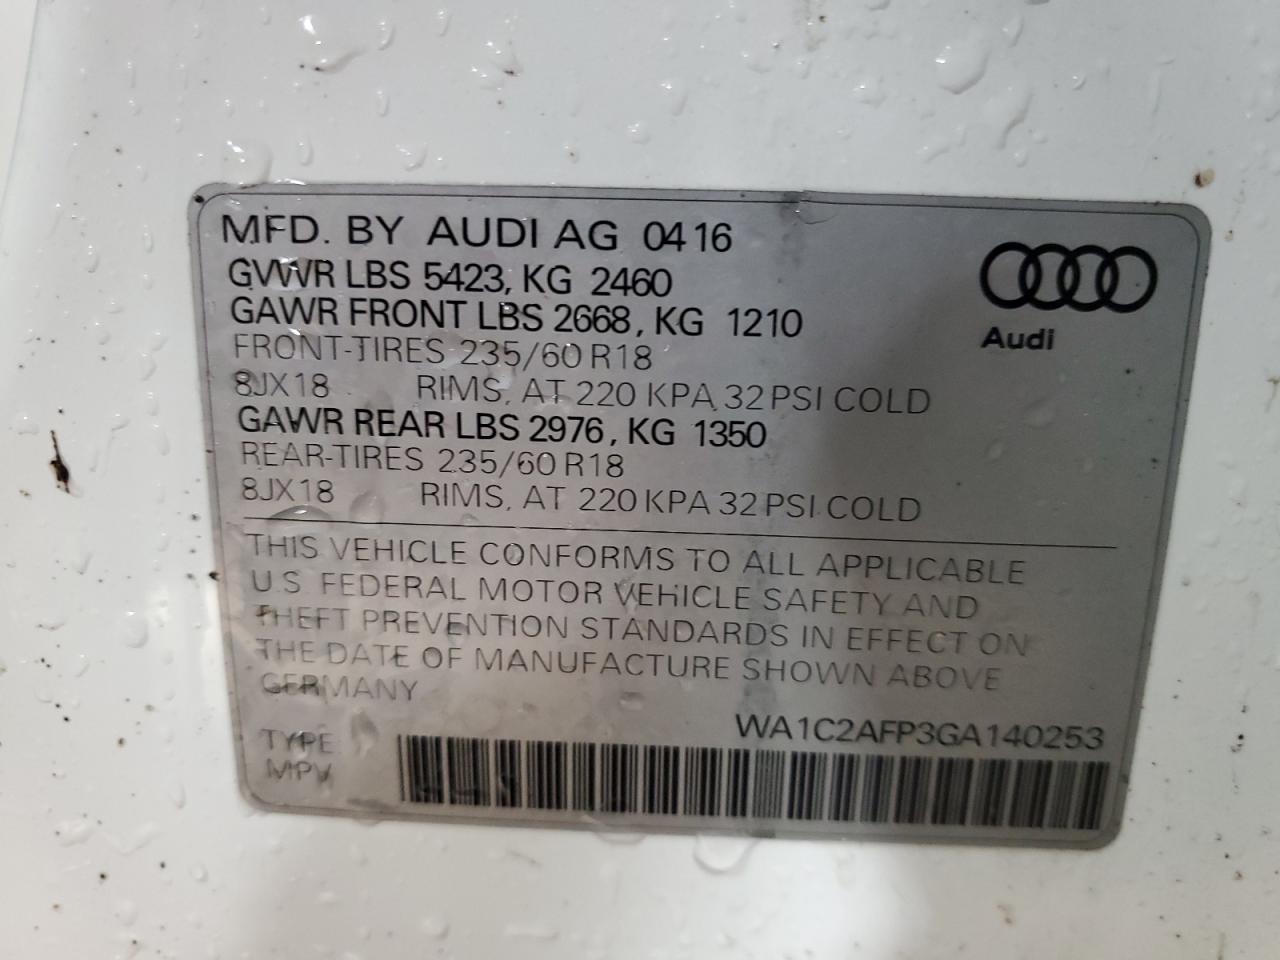 MFD. BY AUDI AG 0416
GVWR LBS 5423, KG 2460
GAWR FRONT LBS 2668, KG 1210
FRONT-TIRES 235/60 R18
8JX18 RIMS, AT 220 KPA 32 PSI COLD
GAWR REAR LBS 2976, KG 1350
REAR-TIRES 235/60 R18
8JX18 RIMS, AT 220 KPA 32 PSI COLD
Audi
THIS VEHICLE CONFORMS TO ALL APPLICABLE
U.S. FEDERAL MOTOR VEHICLE SAFETY AND
THEFT PREVENTION STANDARDS IN EFFECT ON
THE DATE OF MANUFACTURE SHOWN ABOVE
GERMANY
WA1C2AFP3GA140253
TYPE:
MPV